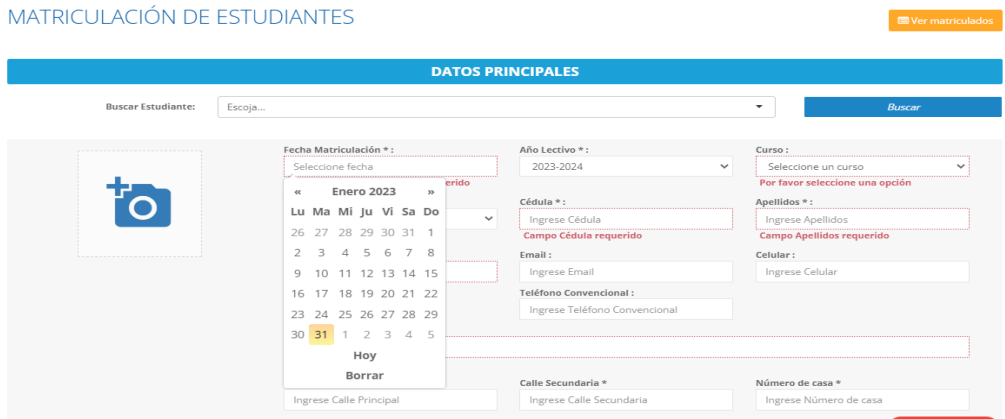 MATRICULACIÓN DE ESTUDIANTES
Ver matriculados
DATOS PRINCIPALES
Buscar Estudiante:
Escoja...
Buscar
Fecha Matriculación * :
Año Lectivo * :
Curso :
Seleccione fecha
2023-2024
Seleccione un curso
Por favor seleccione una opción
« Enero 2023 »
Lu Ma Mi Ju Vi Sa Do
26 27 28 29 30 31 1
2 3 4 5 6 7 8
9 10 11 12 13 14 15
16 17 18 19 20 21 22
23 24 25 26 27 28 29
30 31 1 2 3 4 5
Hoy
Borrar
Cédula * :
Apellidos * :
Ingrese Cédula
Ingrese Apellidos
Campo Cédula requerido
Campo Apellidos requerido
Email :
Celular :
Ingrese Email
Ingrese Celular
Teléfono Convencional :
Ingrese Teléfono Convencional
Calle Secundaria *
Número de casa *
Ingrese Calle Principal
Ingrese Calle Secundaria
Ingrese Número de casa